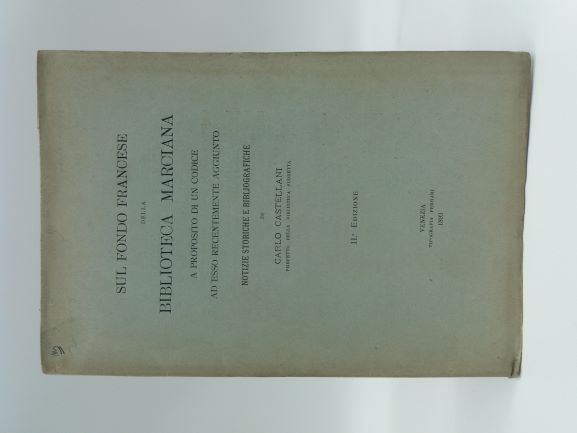 SUL FONDO FRANCESE
DELLA
BIBLIOTECA MARCIANA
A PROPOSITO DI UN CODICE
AD ESSO RECENTEMENTE AGGIUNTO
NOTIZIE STORICHE E BIBLIOGRAFICHE
DI
CARLO CASTELLANI
PREFETTO DELLA BIBLIOTECA SUDDETTA
II.ª EDIZIONE
VENEZIA
TIPOGRAFIA FERRARI